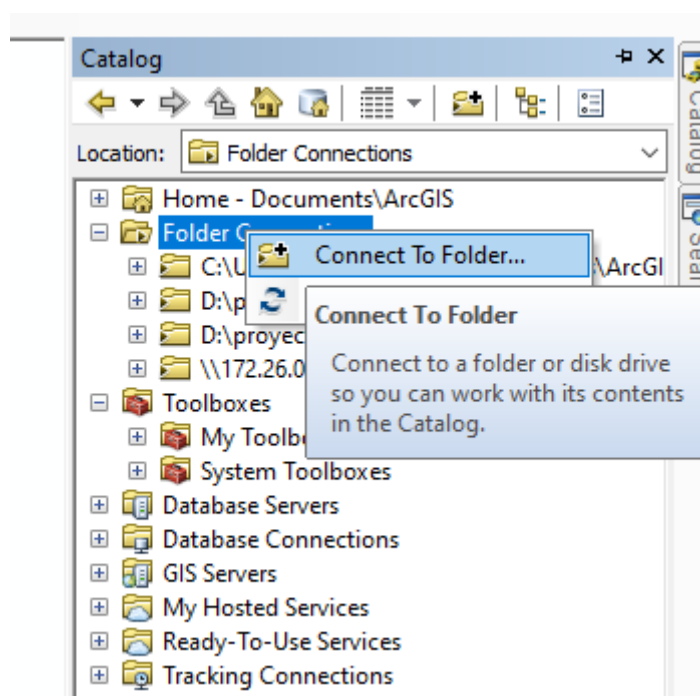 Catalog
Location: Folder Connections
Home - Documents\ArcGIS
Folder
Connect To Folder...
C:\U \ArcGI
D:\p
Connect To Folder
D:\proyec
Connect to a folder or disk drive
\\172.26.0
so you can work with its contents
in the Catalog.
Toolboxes
My Toolb
System Toolboxes
Database Servers
Database Connections
GIS Servers
My Hosted Services
Ready-To-Use Services
Tracking Connections
Catalog
Sear